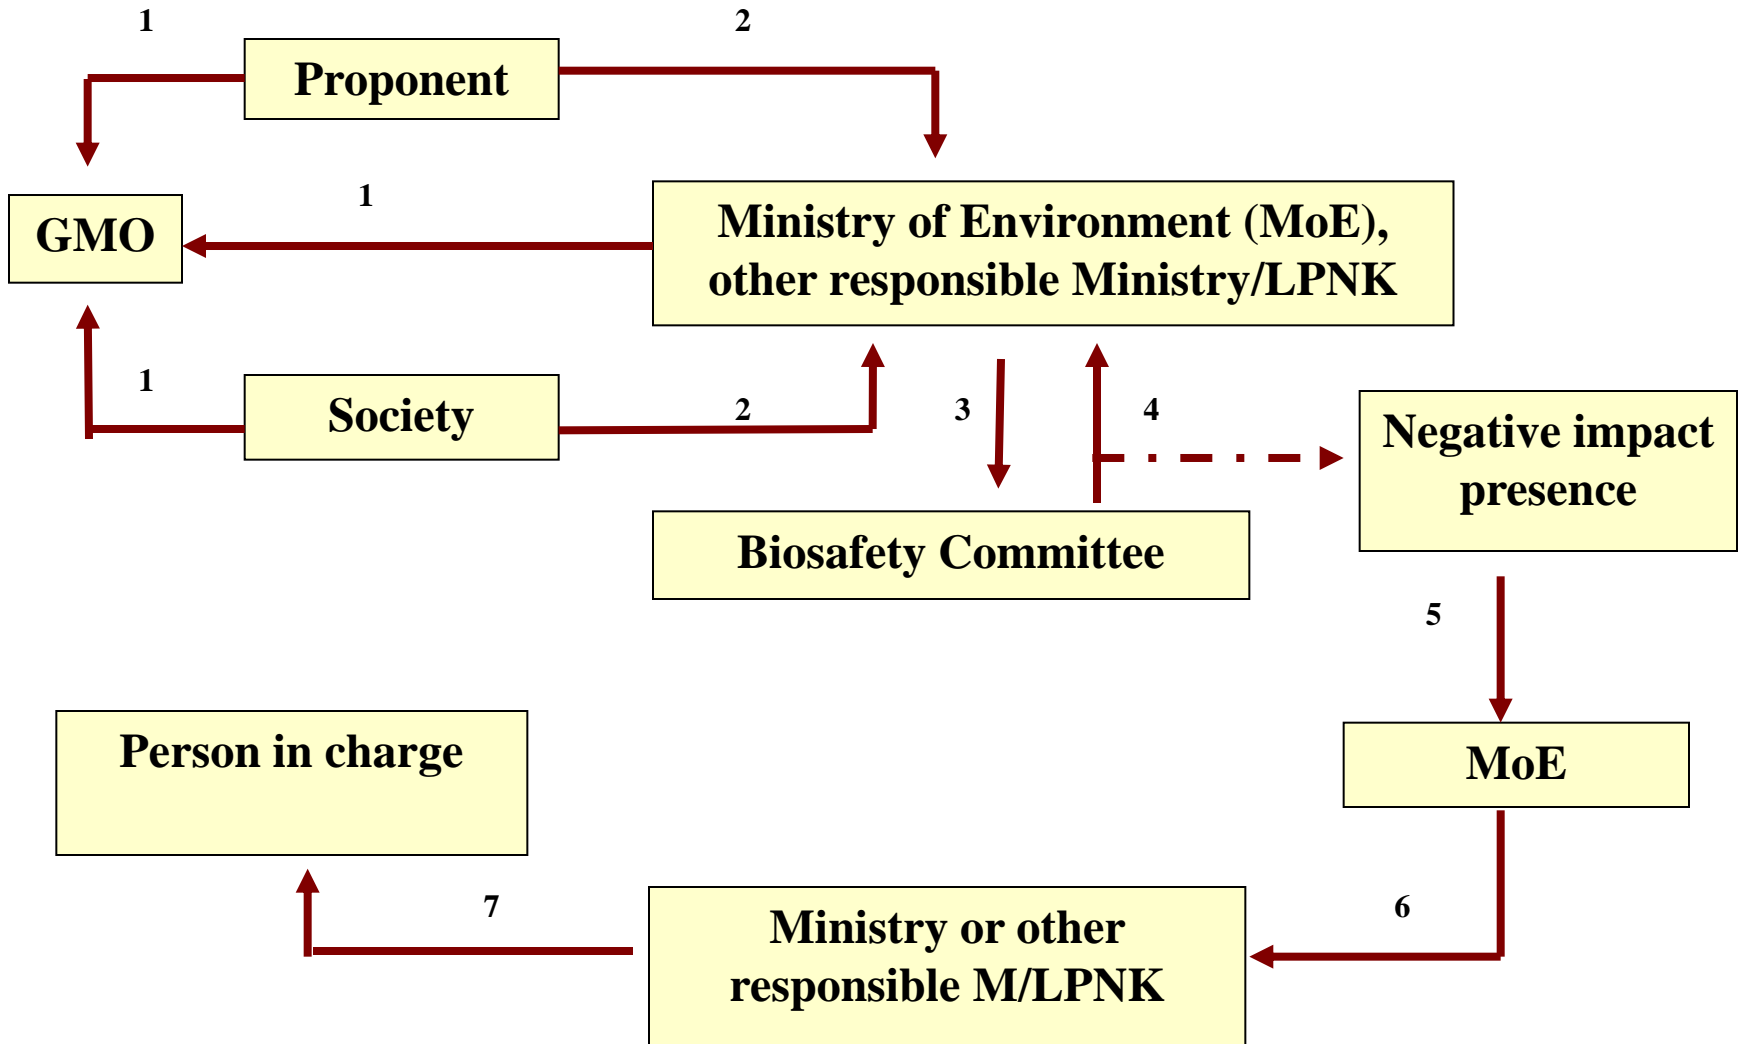 1
2
Proponent
1
GMO
Ministry of Environment (MoE),
other responsible Ministry/LPNK
1
Society
2
3
4
Negative impact
presence
Biosafety Committee
5
Person in charge
MoE
7
6
Ministry or other
responsible M/LPNK